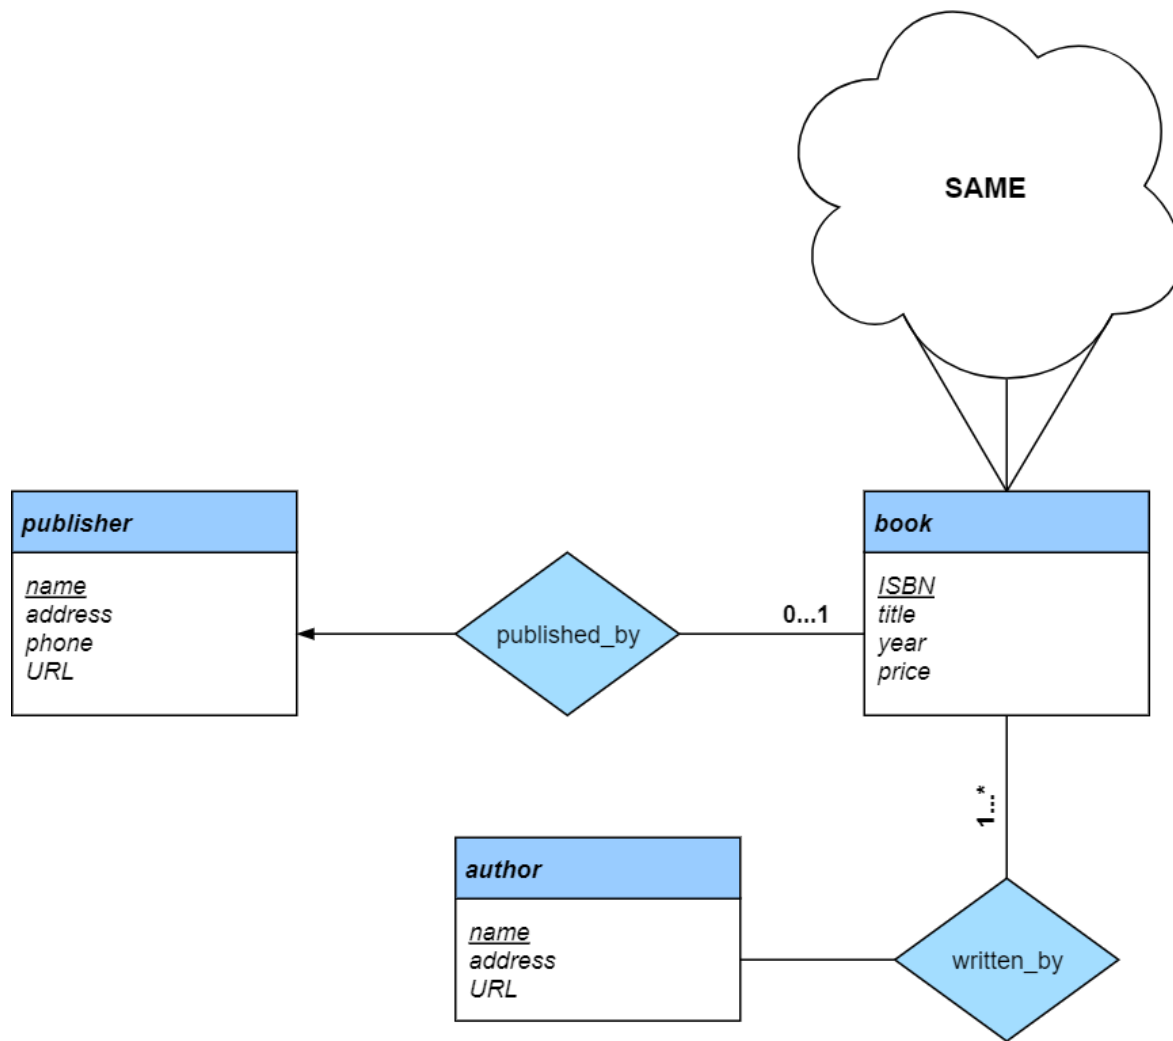 SAME
publisher
name
address
phone
URL
published_by
0...1
book
ISBN
title
year
price
1...*
author
name
address
URL
written_by